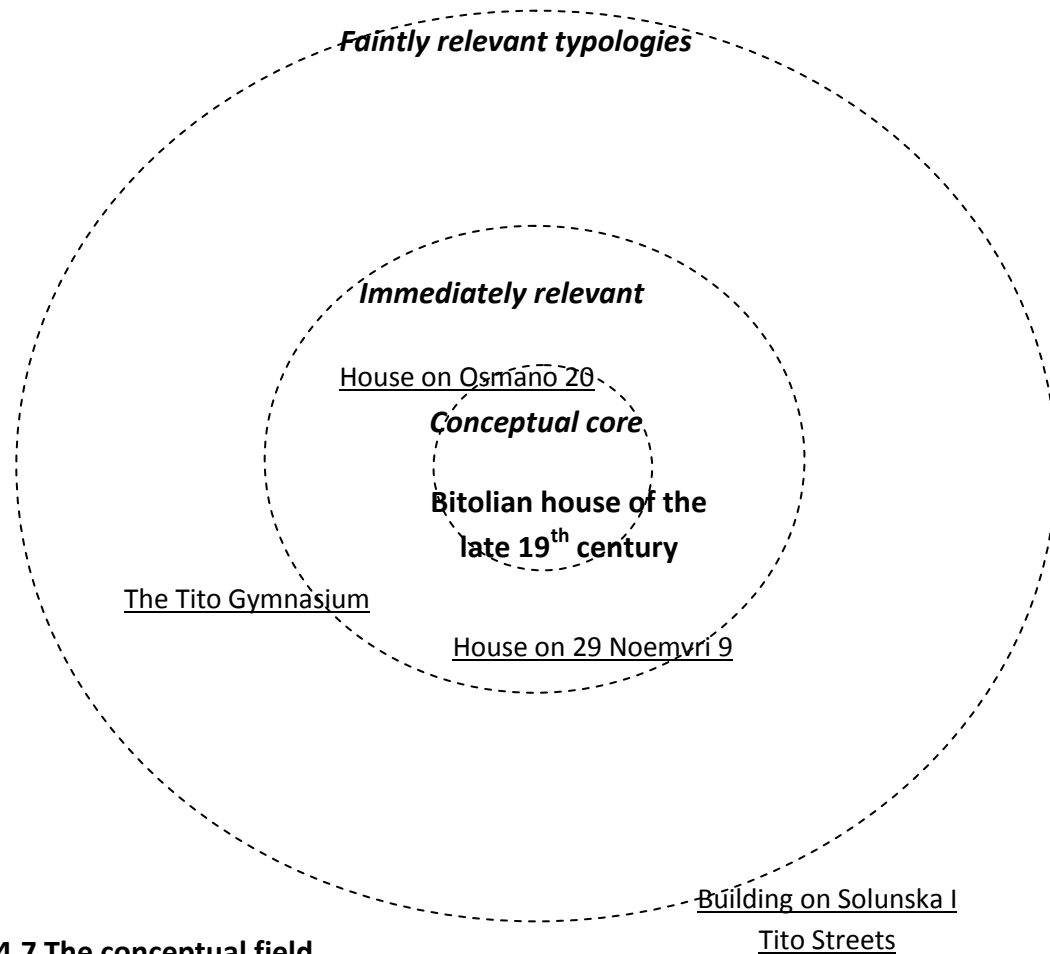 Faintly relevant typologies
Immediately relevant
House on Osmano 20
Conceptual core
Bitolian house of the
late 19th century
The Tito Gymnasium
House on 29 Noemvri 9
Building on Solunska I
Tito Streets
4.7 The conceptual field